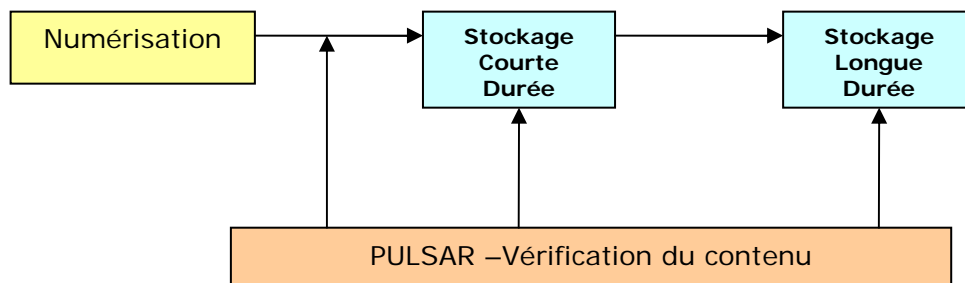 Numérisation
Stockage
Courte
Durée
Stockage
Longue
Durée
PULSAR –Vérification du contenu